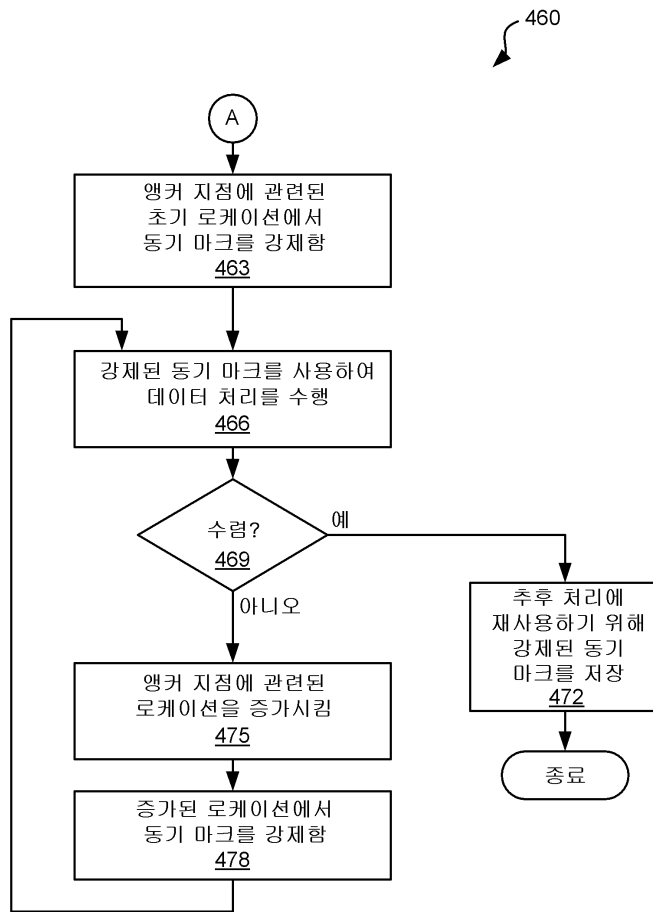 460
A
앵커 지점에 관련된
초기 로케이션에서
동기 마크를 강제함
463
강제된 동기 마크를 사용하여
데이터 처리를 수행
466
수렴?
469
예
아니오
추후 처리에
재사용하기 위해
강제된 동기
마크를 저장
472
앵커 지점에 관련된
로케이션을 증가시킴
475
종료
증가된 로케이션에서
동기 마크를 강제함
478